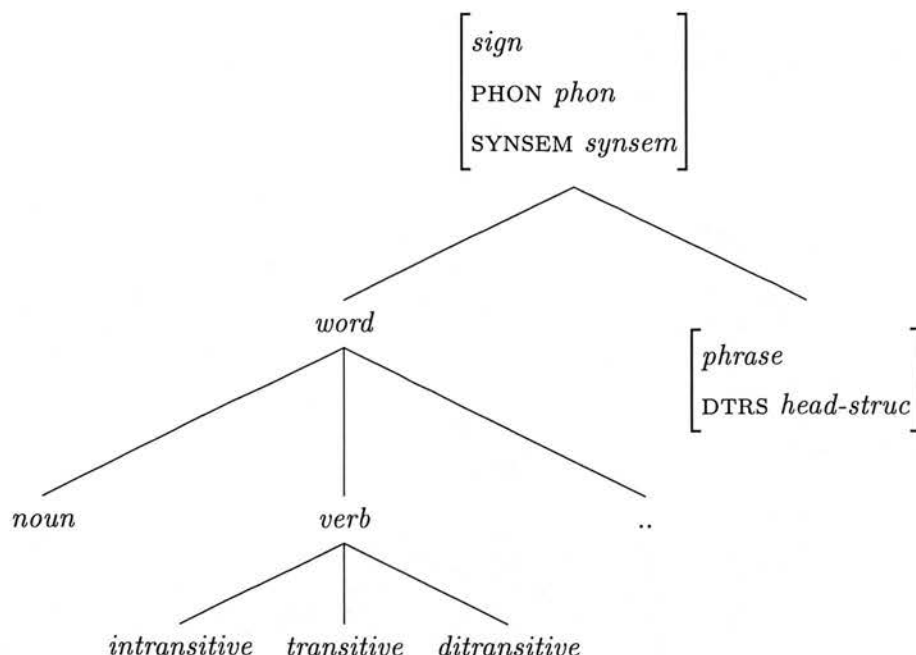 sign
PHON phon
SYNSEM synsem
word
phrase
DTRS head-struc
noun verb ..
intransitive transitive ditransitive